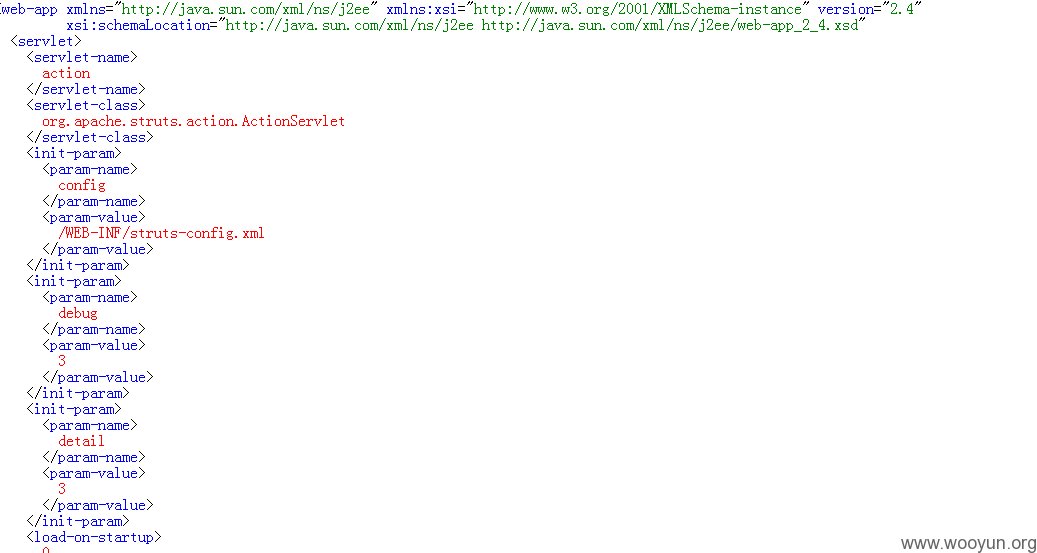 web-app xmlns="http://java.sun.com/xml/ns/j2ee" xmlns:xsi="http://www.w3.org/2001/XMLSchema-instance" version="2.4"
xsi:schemaLocation="http://java.sun.com/xml/ns/j2ee http://java.sun.com/xml/ns/j2ee/web-app_2_4.xsd"
<servlet>
<servlet-name>
action
</servlet-name>
<servlet-class>
org.apache.struts.action.ActionServlet
</servlet-class>
<init-param>
<param-name>
config
</param-name>
<param-value>
/WEB-INF/struts-config.xml
</param-value>
</init-param>
<init-param>
<param-name>
debug
</param-name>
<param-value>
3
</param-value>
</init-param>
<init-param>
<param-name>
detail
</param-name>
<param-value>
3
</param-value>
</init-param>
<load-on-startup>
www.wooyun.org